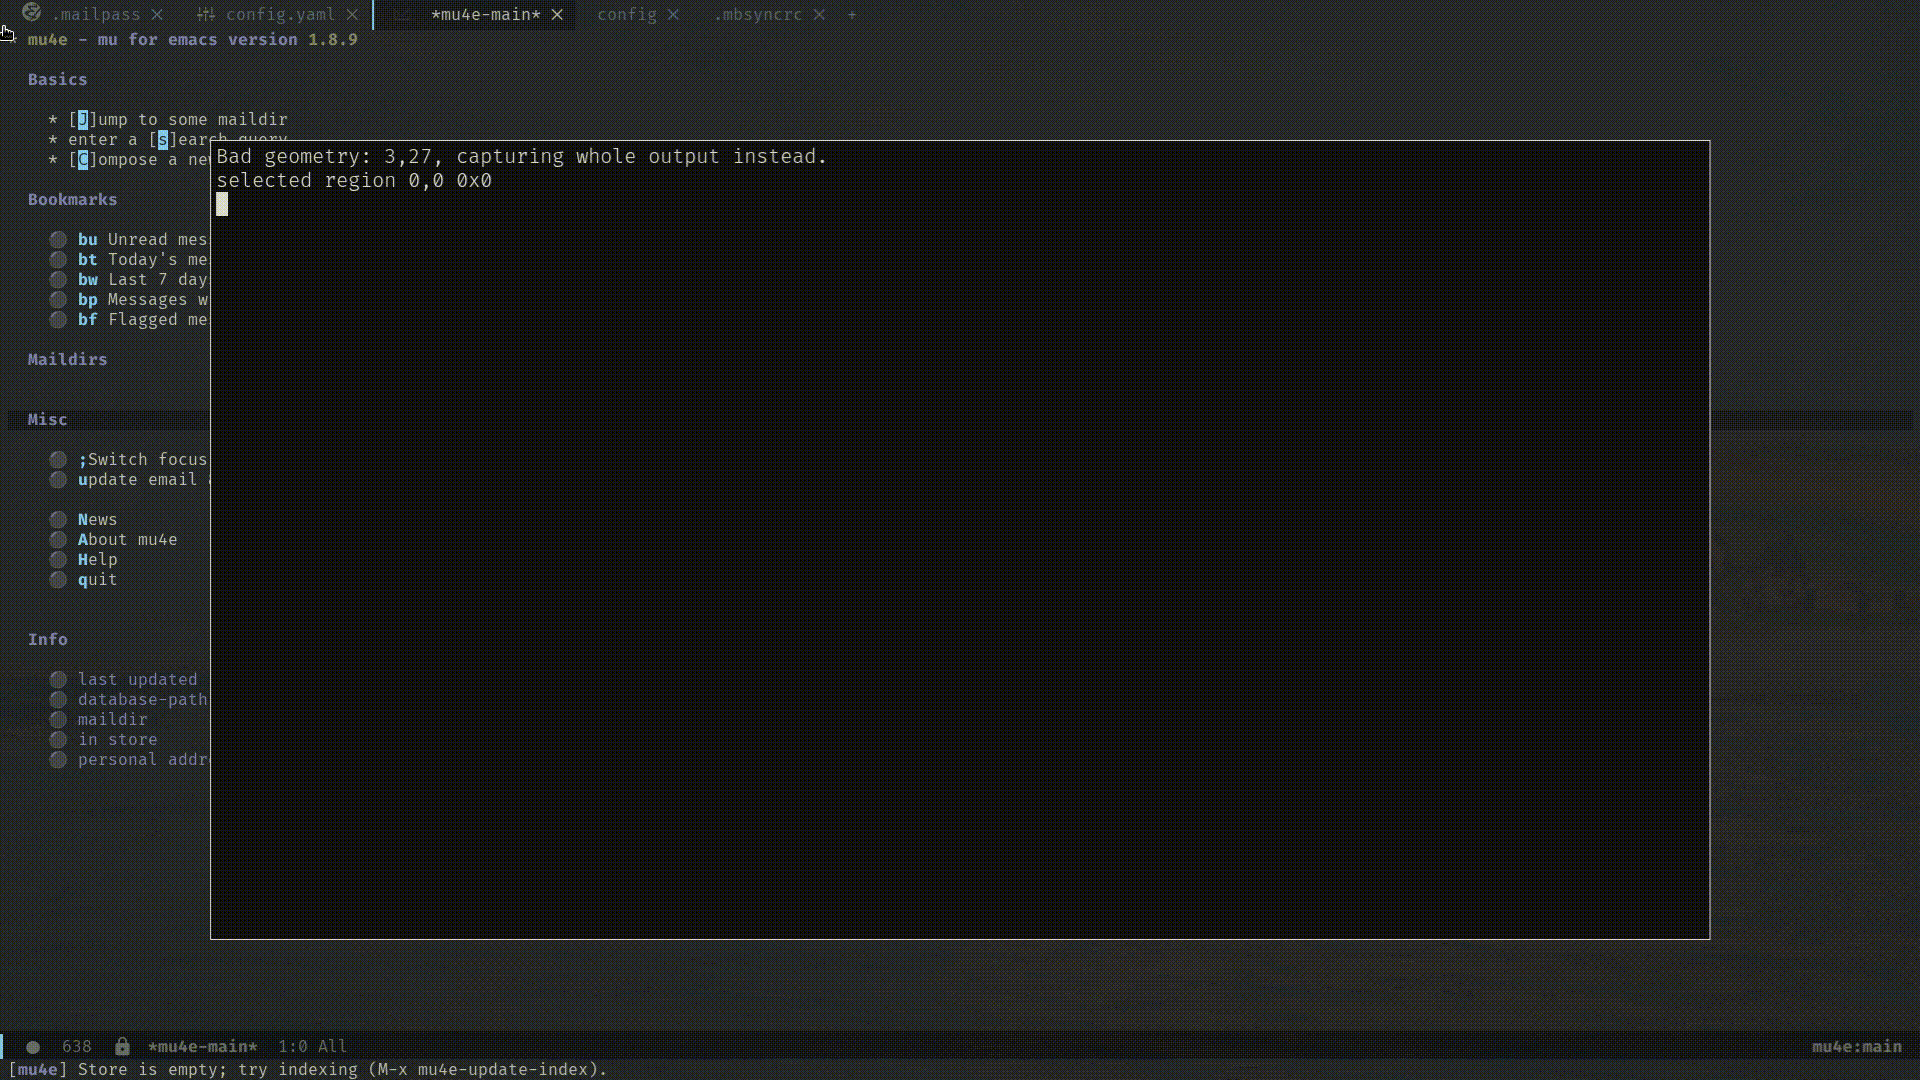 .mailpass × config.yaml × *mu4e-main* × config × .mbsyncrc × +
* mu4e - mu for emacs version 1.8.9
Basics
* [J]ump to some maildir
* enter a [s]earch query
* [C]ompose a new
Bad geometry: 3,27, capturing whole output instead.
selected region 0,0 0x0
Bookmarks
bu Unread mes
bt Today's me
bw Last 7 day
bp Messages w
bf Flagged me
Maildirs
Misc
;Switch focus
update email
News
About mu4e
Help
quit
Info
last updated
database-path
maildir
in store
personal addr
638 *mu4e-main* 1:0 All mu4e:main
[mu4e] Store is empty; try indexing (M-x mu4e-update-index).